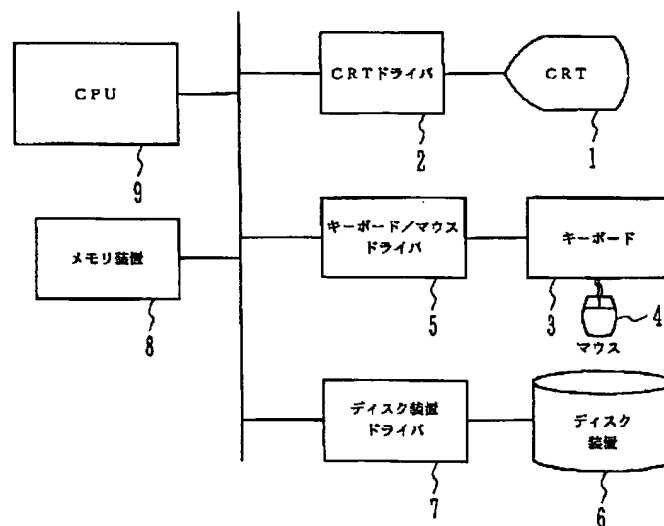 CPU
9
CRTドライバ
2
CRT
1
メモリ装置
8
キーボード/マウス
ドライバ
5
キーボード
3
4
マウス
ディスク装置
ドライバ
7
ディスク
装置
6